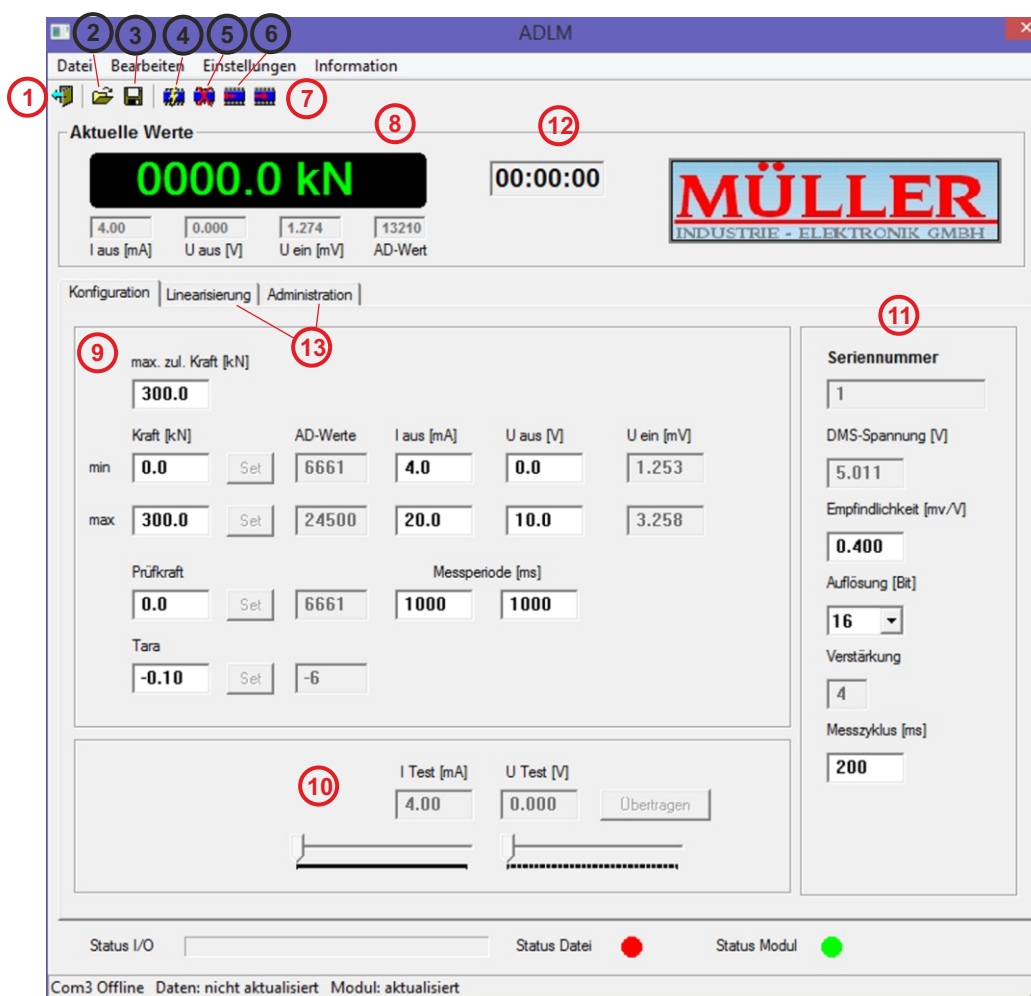 2 3 4 5 6 ADLM
Datei Bearbeiten Einstellungen Information
1 7
Aktuelle Werte 8 12
0000.0 kN 00:00:00
MÜLLER
INDUSTRIE - ELEKTRONIK GMBH
4.00 0.000 1.274 13210
I aus [mA] U aus [V] U ein [mV] AD-Wert
Konfiguration Linearisierung Administration
13
9
max. zul. Kraft [kN]
300.0
Kraft [kN] AD-Werte I aus [mA] U aus [V] U ein [mV]
min 0.0 Set 6661 4.0 0.0 1.253
max 300.0 Set 24500 20.0 10.0 3.258
Prüfkraft Messperiode [ms]
0.0 Set 6661 1000 1000
Tara
-0.10 Set -6
10
I Test [mA] U Test [V]
4.00 0.000 Übertragen
11
Seriennummer
1
DMS-Spannung [V]
5.011
Empfindlichkeit [mv/V]
0.400
Auflösung [Bit]
16
Verstärkung
4
Messzyklus [ms]
200
Status I/O Status Datei Status Modul
Com3 Offline Daten: nicht aktualisiert Modul: aktualisiert